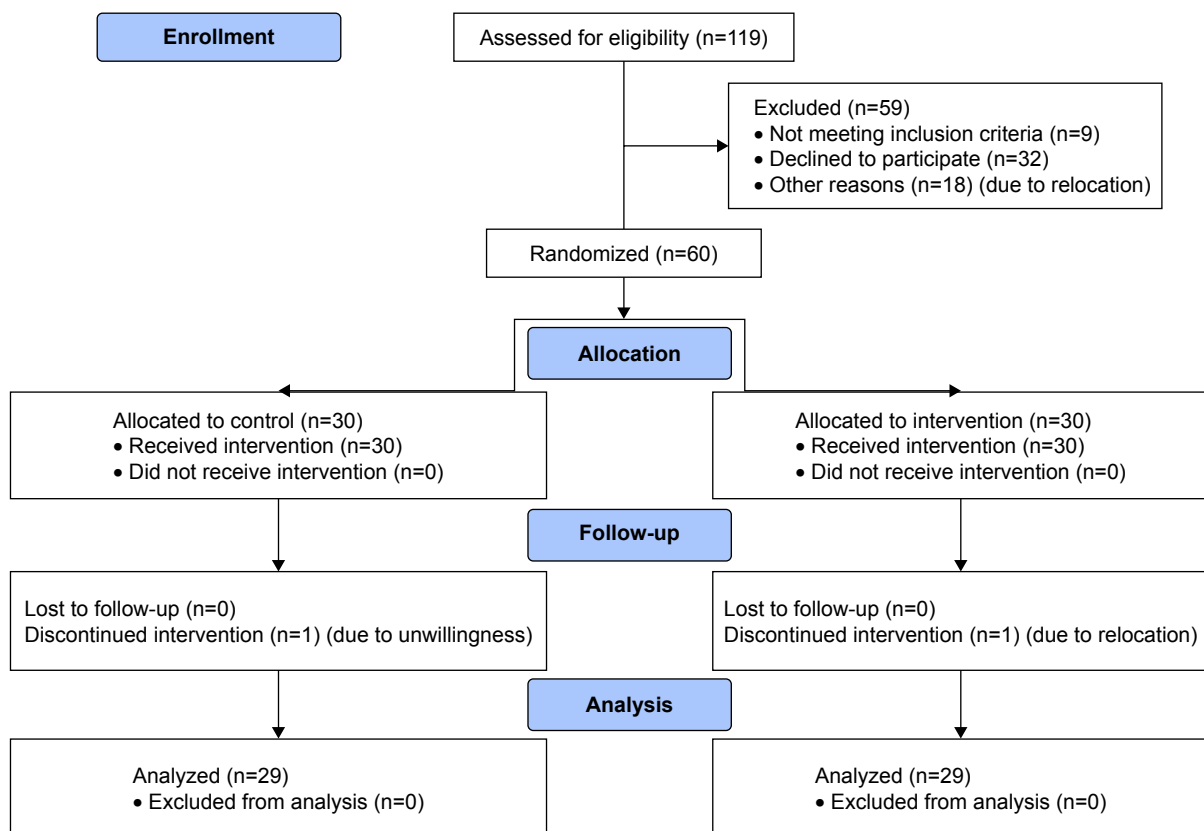 Enrollment
Assessed for eligibility (n=119)
Excluded (n=59)
• Not meeting inclusion criteria (n=9)
• Declined to participate (n=32)
• Other reasons (n=18) (due to relocation)
Randomized (n=60)
Allocation
Allocated to control (n=30)
• Received intervention (n=30)
• Did not receive intervention (n=0)
Allocated to intervention (n=30)
• Received intervention (n=30)
• Did not receive intervention (n=0)
Follow-up
Lost to follow-up (n=0)
Discontinued intervention (n=1) (due to unwillingness)
Lost to follow-up (n=0)
Discontinued intervention (n=1) (due to relocation)
Analysis
Analyzed (n=29)
• Excluded from analysis (n=0)
Analyzed (n=29)
• Excluded from analysis (n=0)